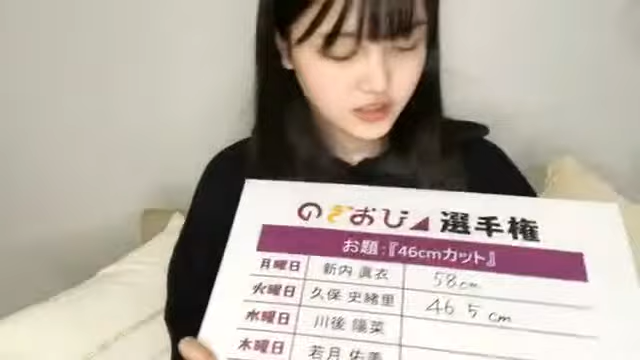 のぎおび 選手権
お題:『46cmカット』
月曜日 新内 眞衣 58cm
火曜日 久保 史緒里 46 5 cm
水曜日 川後 陽菜
木曜日 若月 佑美